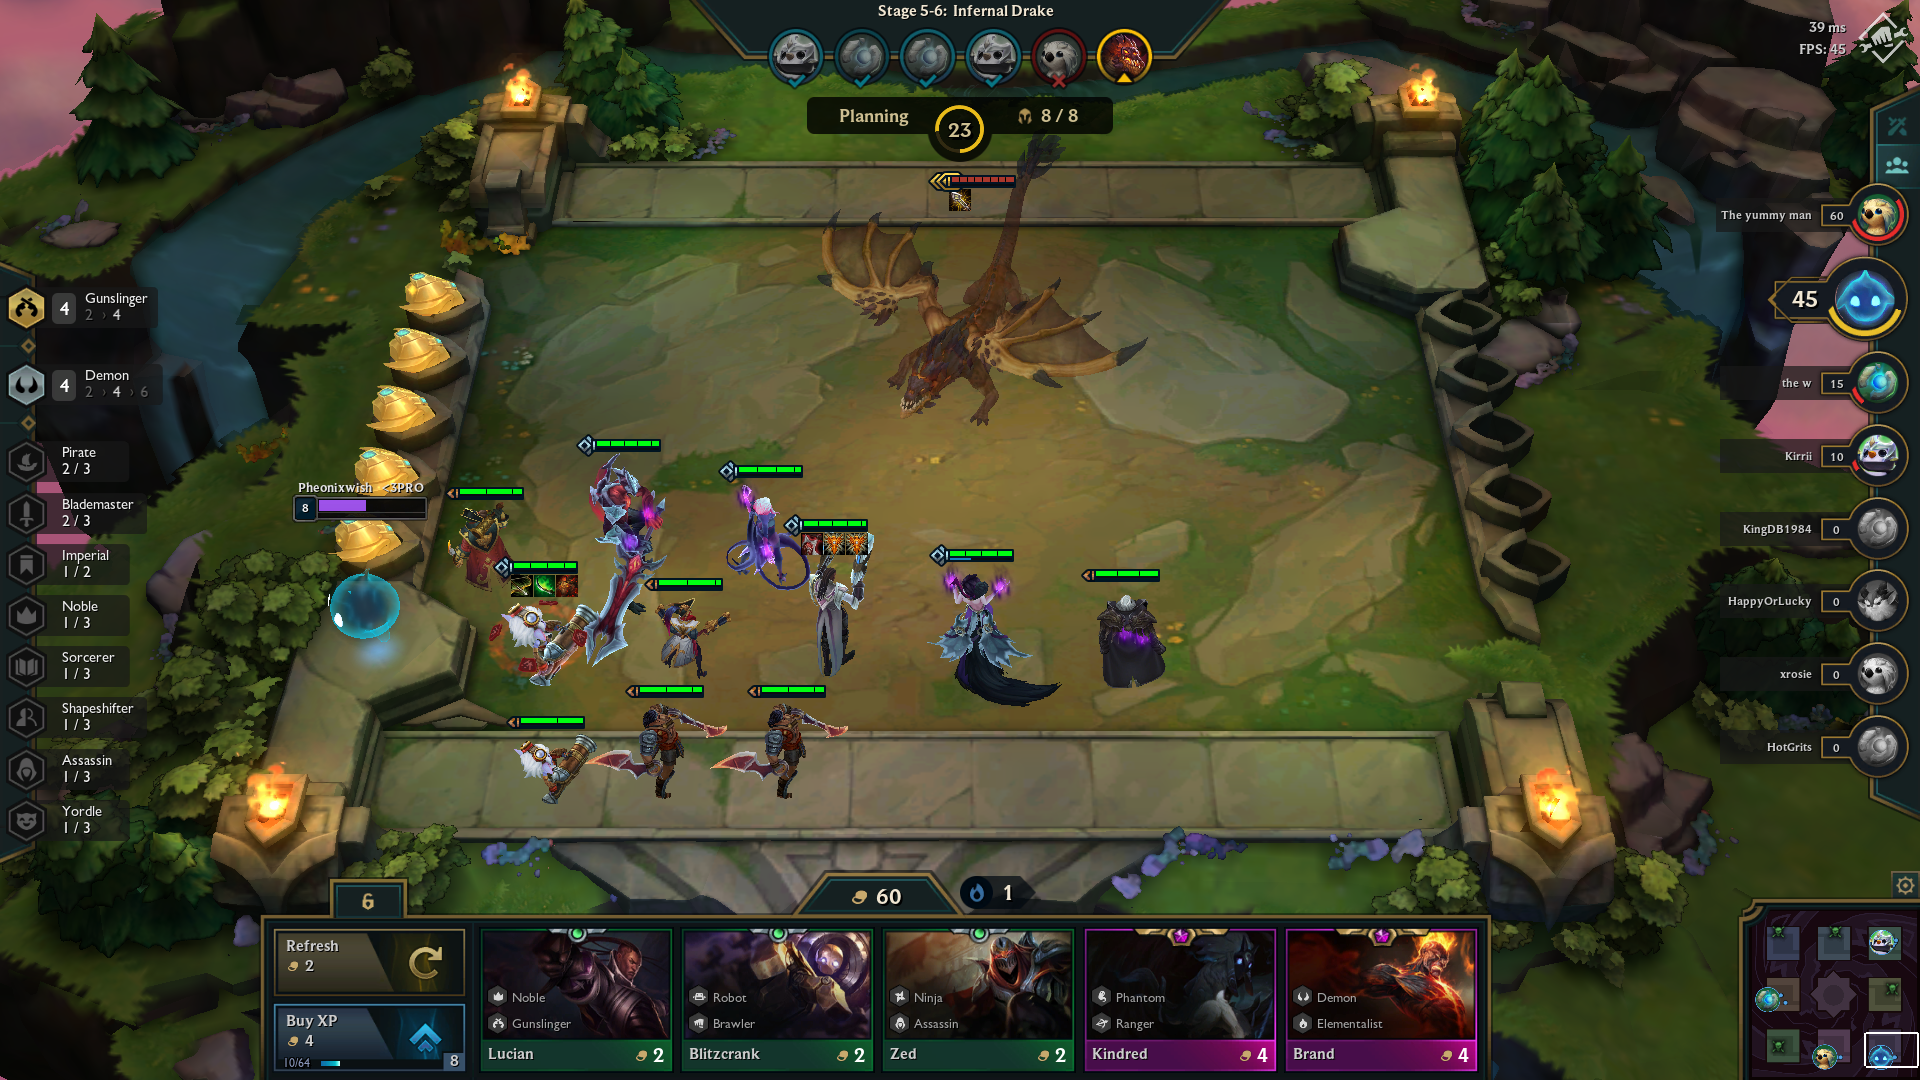 Stage 5-6: Infernal Drake
39 ms
FPS: 45
Planning
23
8 / 8
The yummy man
60
45
the w
15
Kirrii
10
KingDB1984
0
HappyOrLucky
0
xrosie
0
HotGrits
0
4
Gunslinger
2 › 4
4
Demon
2 › 4 › 6
Pirate
2 / 3
Blademaster
2 / 3
Imperial
1 / 2
Noble
1 / 3
Sorcerer
1 / 3
Shapeshifter
1 / 3
Assassin
1 / 3
Yordle
1 / 3
Pheonixwish <3PRO
8
6
60
1
Refresh
2
Buy XP
4
10/64
8
Noble
Gunslinger
Lucian
2
Robot
Brawler
Blitzcrank
2
Ninja
Assassin
Zed
2
Phantom
Ranger
Kindred
4
Demon
Elementalist
Brand
4